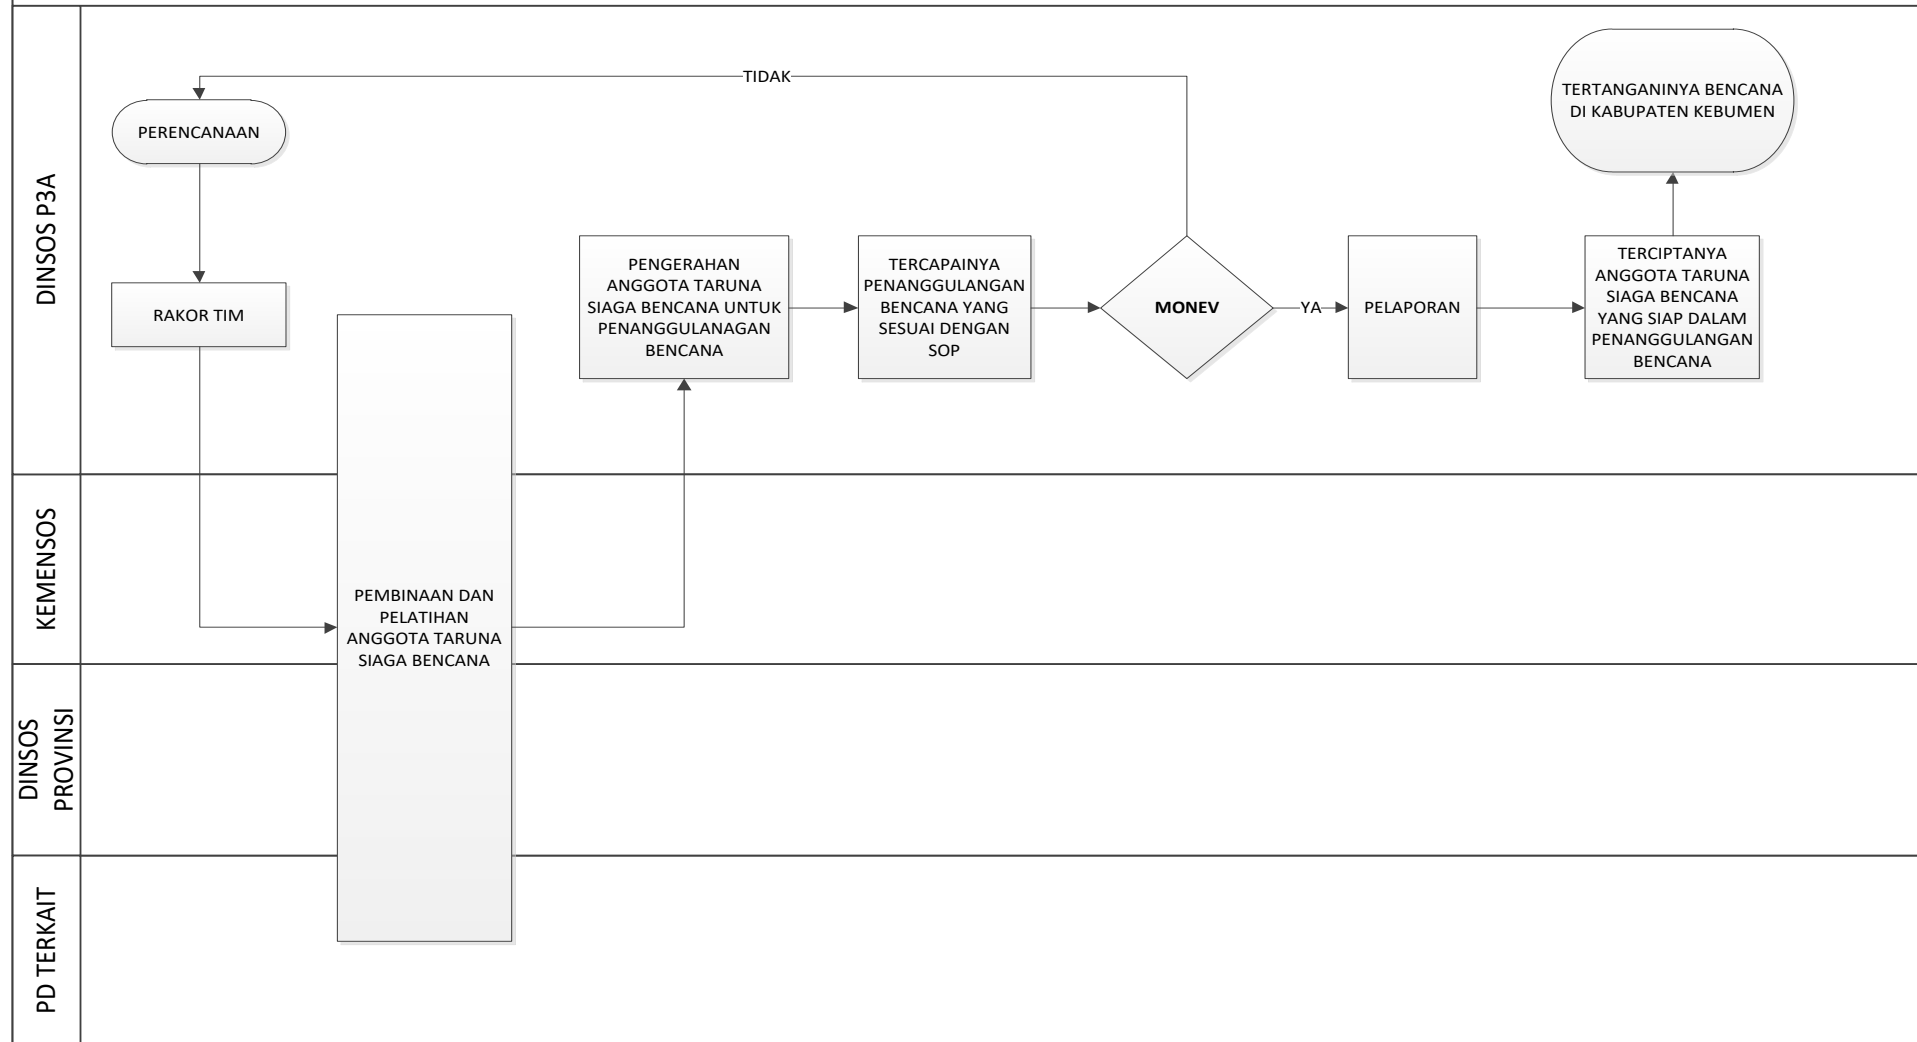 DINSOS P3A
PERENCANAAN
RAKOR TIM
TIDAK
PENGERAHAN
ANGGOTA TARUNA
SIAGA BENCANA UNTUK
PENANGGULANAGAN
BENCANA
TERCAPAINYA
PENANGGULANGAN
BENCANA YANG
SESUAI DENGAN
SOP
MONEV
YA
PELAPORAN
TERCIPTANYA
ANGGOTA TARUNA
SIAGA BENCANA
YANG SIAP DALAM
PENANGGULANGAN
BENCANA
TERTANGANINYA BENCANA
DI KABUPATEN KEBUMEN
KEMENSOS
PEMBINAAN DAN
PELATIHAN
ANGGOTA TARUNA
SIAGA BENCANA
DINSOS
PROVINSI
PD TERKAIT